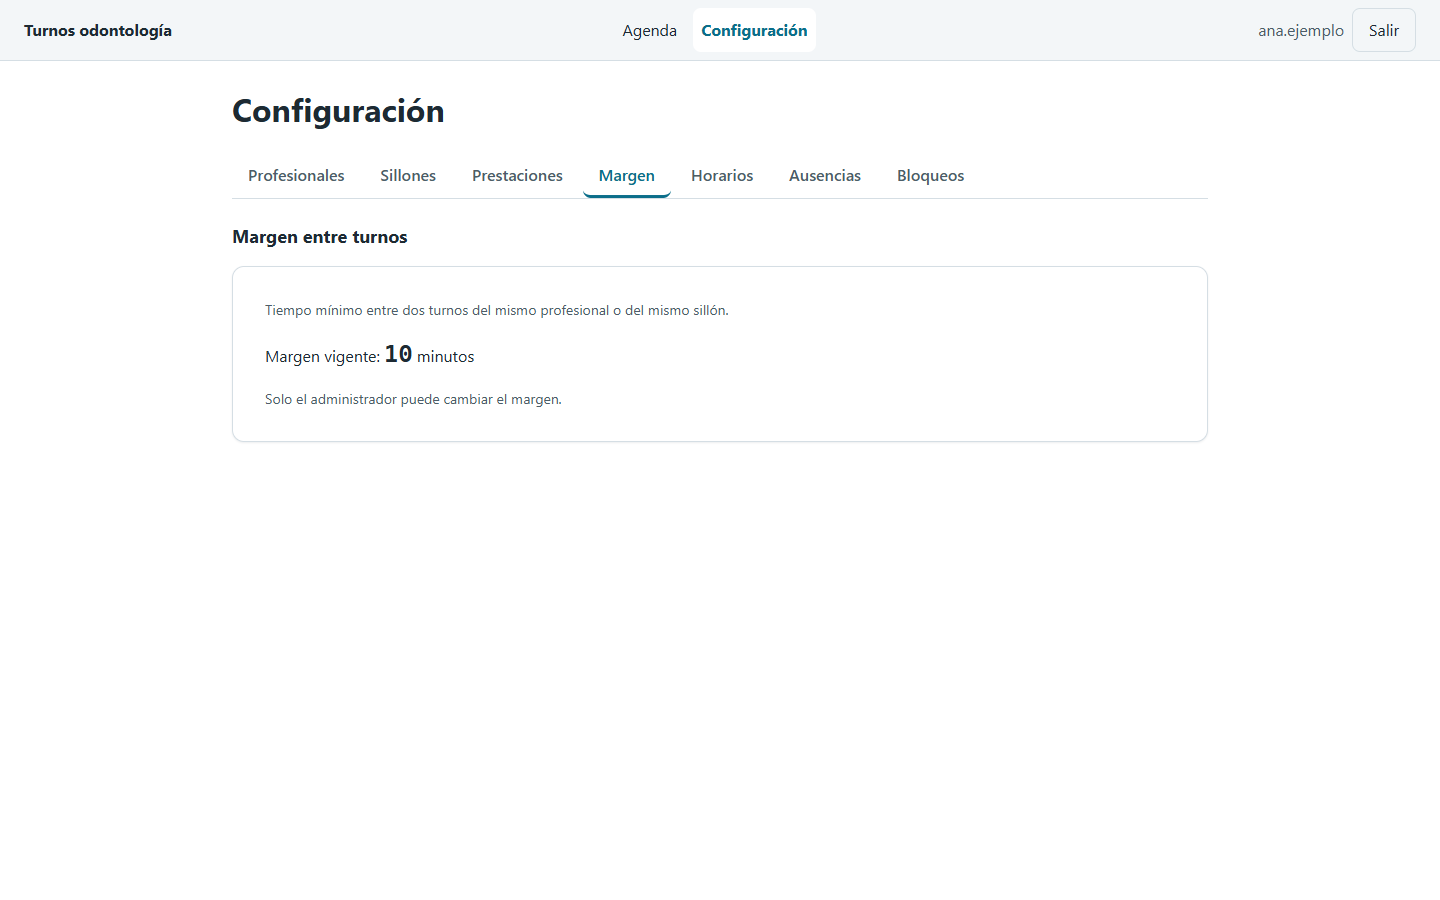 Turnos odontología
Agenda
Configuración
ana.ejemplo
Salir
Configuración
Profesionales
Sillones
Prestaciones
Margen
Horarios
Ausencias
Bloqueos
Margen entre turnos
Tiempo mínimo entre dos turnos del mismo profesional o del mismo sillón.
Margen vigente: 10 minutos
Solo el administrador puede cambiar el margen.